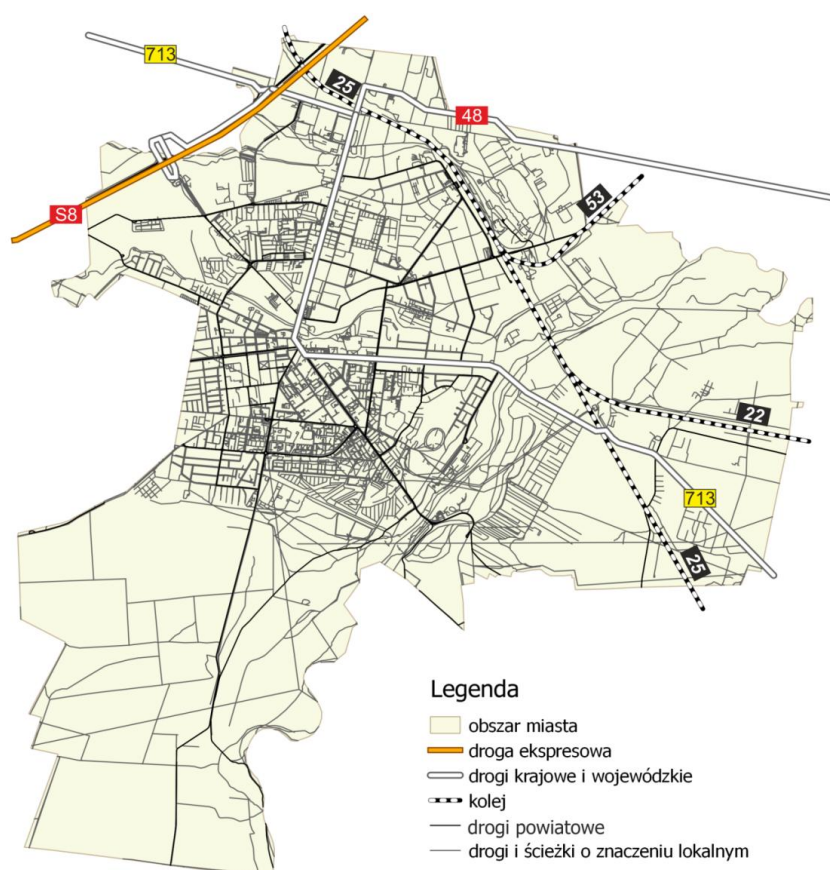 713
25
48
S8
53
22
713
25
Legenda
obszar miasta
droga ekspresowa
drogi krajowe i wojewódzkie
kolej
drogi powiatowe
drogi i ścieżki o znaczeniu lokalnym